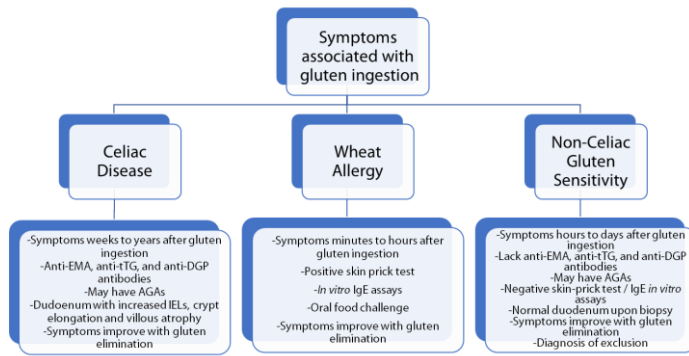 Symptoms
associated with
gluten ingestion
Celiac
Disease
Wheat
Allergy
Non-Celiac
Gluten
Sensitivity
-Symptoms weeks to years after gluten
ingestion
-Anti-EMA, anti-tTG, and anti-DGP
antibodies
-May have AGAs
-Dudoenum with increased IELs, crypt
elongation and villous atrophy
-Symptoms improve with gluten
elimination
-Symptoms minutes to hours after
gluten ingestion
-Positive skin prick test
-In vitro IgE assays
-Oral food challenge
-Symptoms improve with gluten
elimination
-Symptoms hours to days after gluten
ingestion
-Lack anti-EMA, anti-tTG, and anti-DGP
antibodies
-May have AGAs
-Negative skin-prick test / IgE in vitro
assays
-Normal duodenum upon biopsy
-Symptoms improve with gluten
elimination
-Diagnosis of exclusion